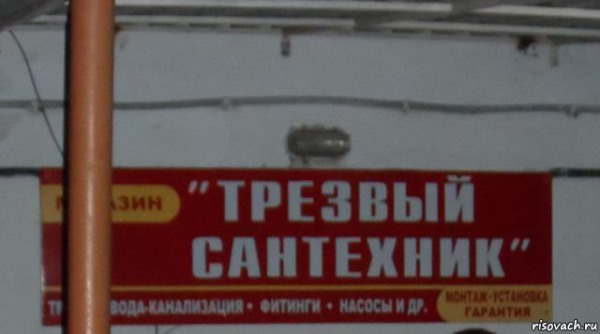 "ТРЕЗВЫЙ
САНТЕХНИК"
ВОДА-КАНАЛИЗАЦИЯ • ФИТИНГИ • НАСОСЫ И ДР.
МОНТАЖ-УСТАНОВКА
ГАРАНТИЯ
risovach.ru